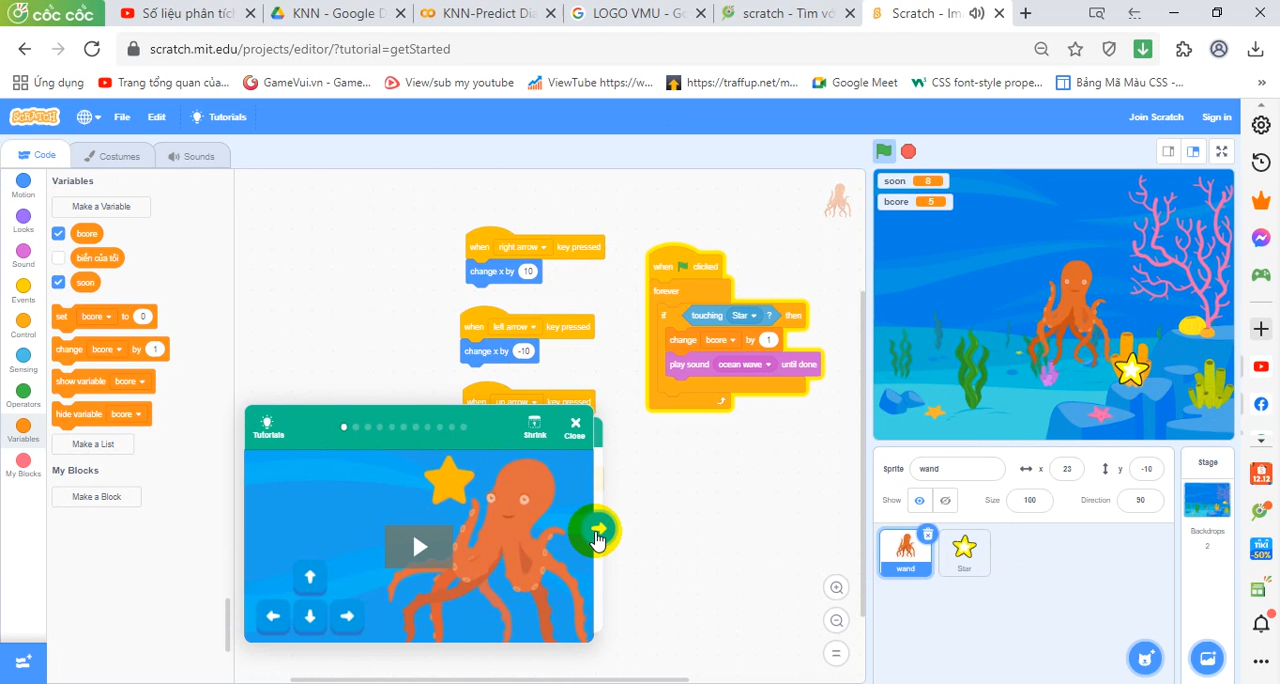 cốc cốc
Số liệu phân tích
KNN - Google D
KNN-Predict Dia
LOGO VMU - Go
scratch - Tìm vớ
Scratch - Im
scratch.mit.edu/projects/editor/?tutorial=getStarted
Ứng dụng
Trang tổng quan của...
GameVui.vn - Game...
View/sub my youtube
ViewTube https://w...
https://traffup.net/m...
Google Meet
CSS font-style prope...
Bảng Mã Màu CSS -...
»
SCRATCH
File
Edit
Tutorials
Join Scratch
Sign in
Code
Costumes
Sounds
Motion
Looks
Sound
Events
Control
Sensing
Operators
Variables
My Blocks
Variables
Make a Variable
bcore
biến của tôi
soon
set bcore to 0
change bcore by 1
show variable bcore
hide variable bcore
Make a List
My Blocks
Make a Block
when right arrow key pressed
change x by 10
when left arrow key pressed
change x by -10
when up arrow key pressed
when clicked
forever
if touching Star ? then
change bcore by 1
play sound ocean wave until done
Tutorials
Shrink
Close
soon 8
bcore 5
Sprite wand
x 23
y -10
Show
Size 100
Direction 90
wand
Star
Stage
Backdrops
2
12.12
TIKI
-50%